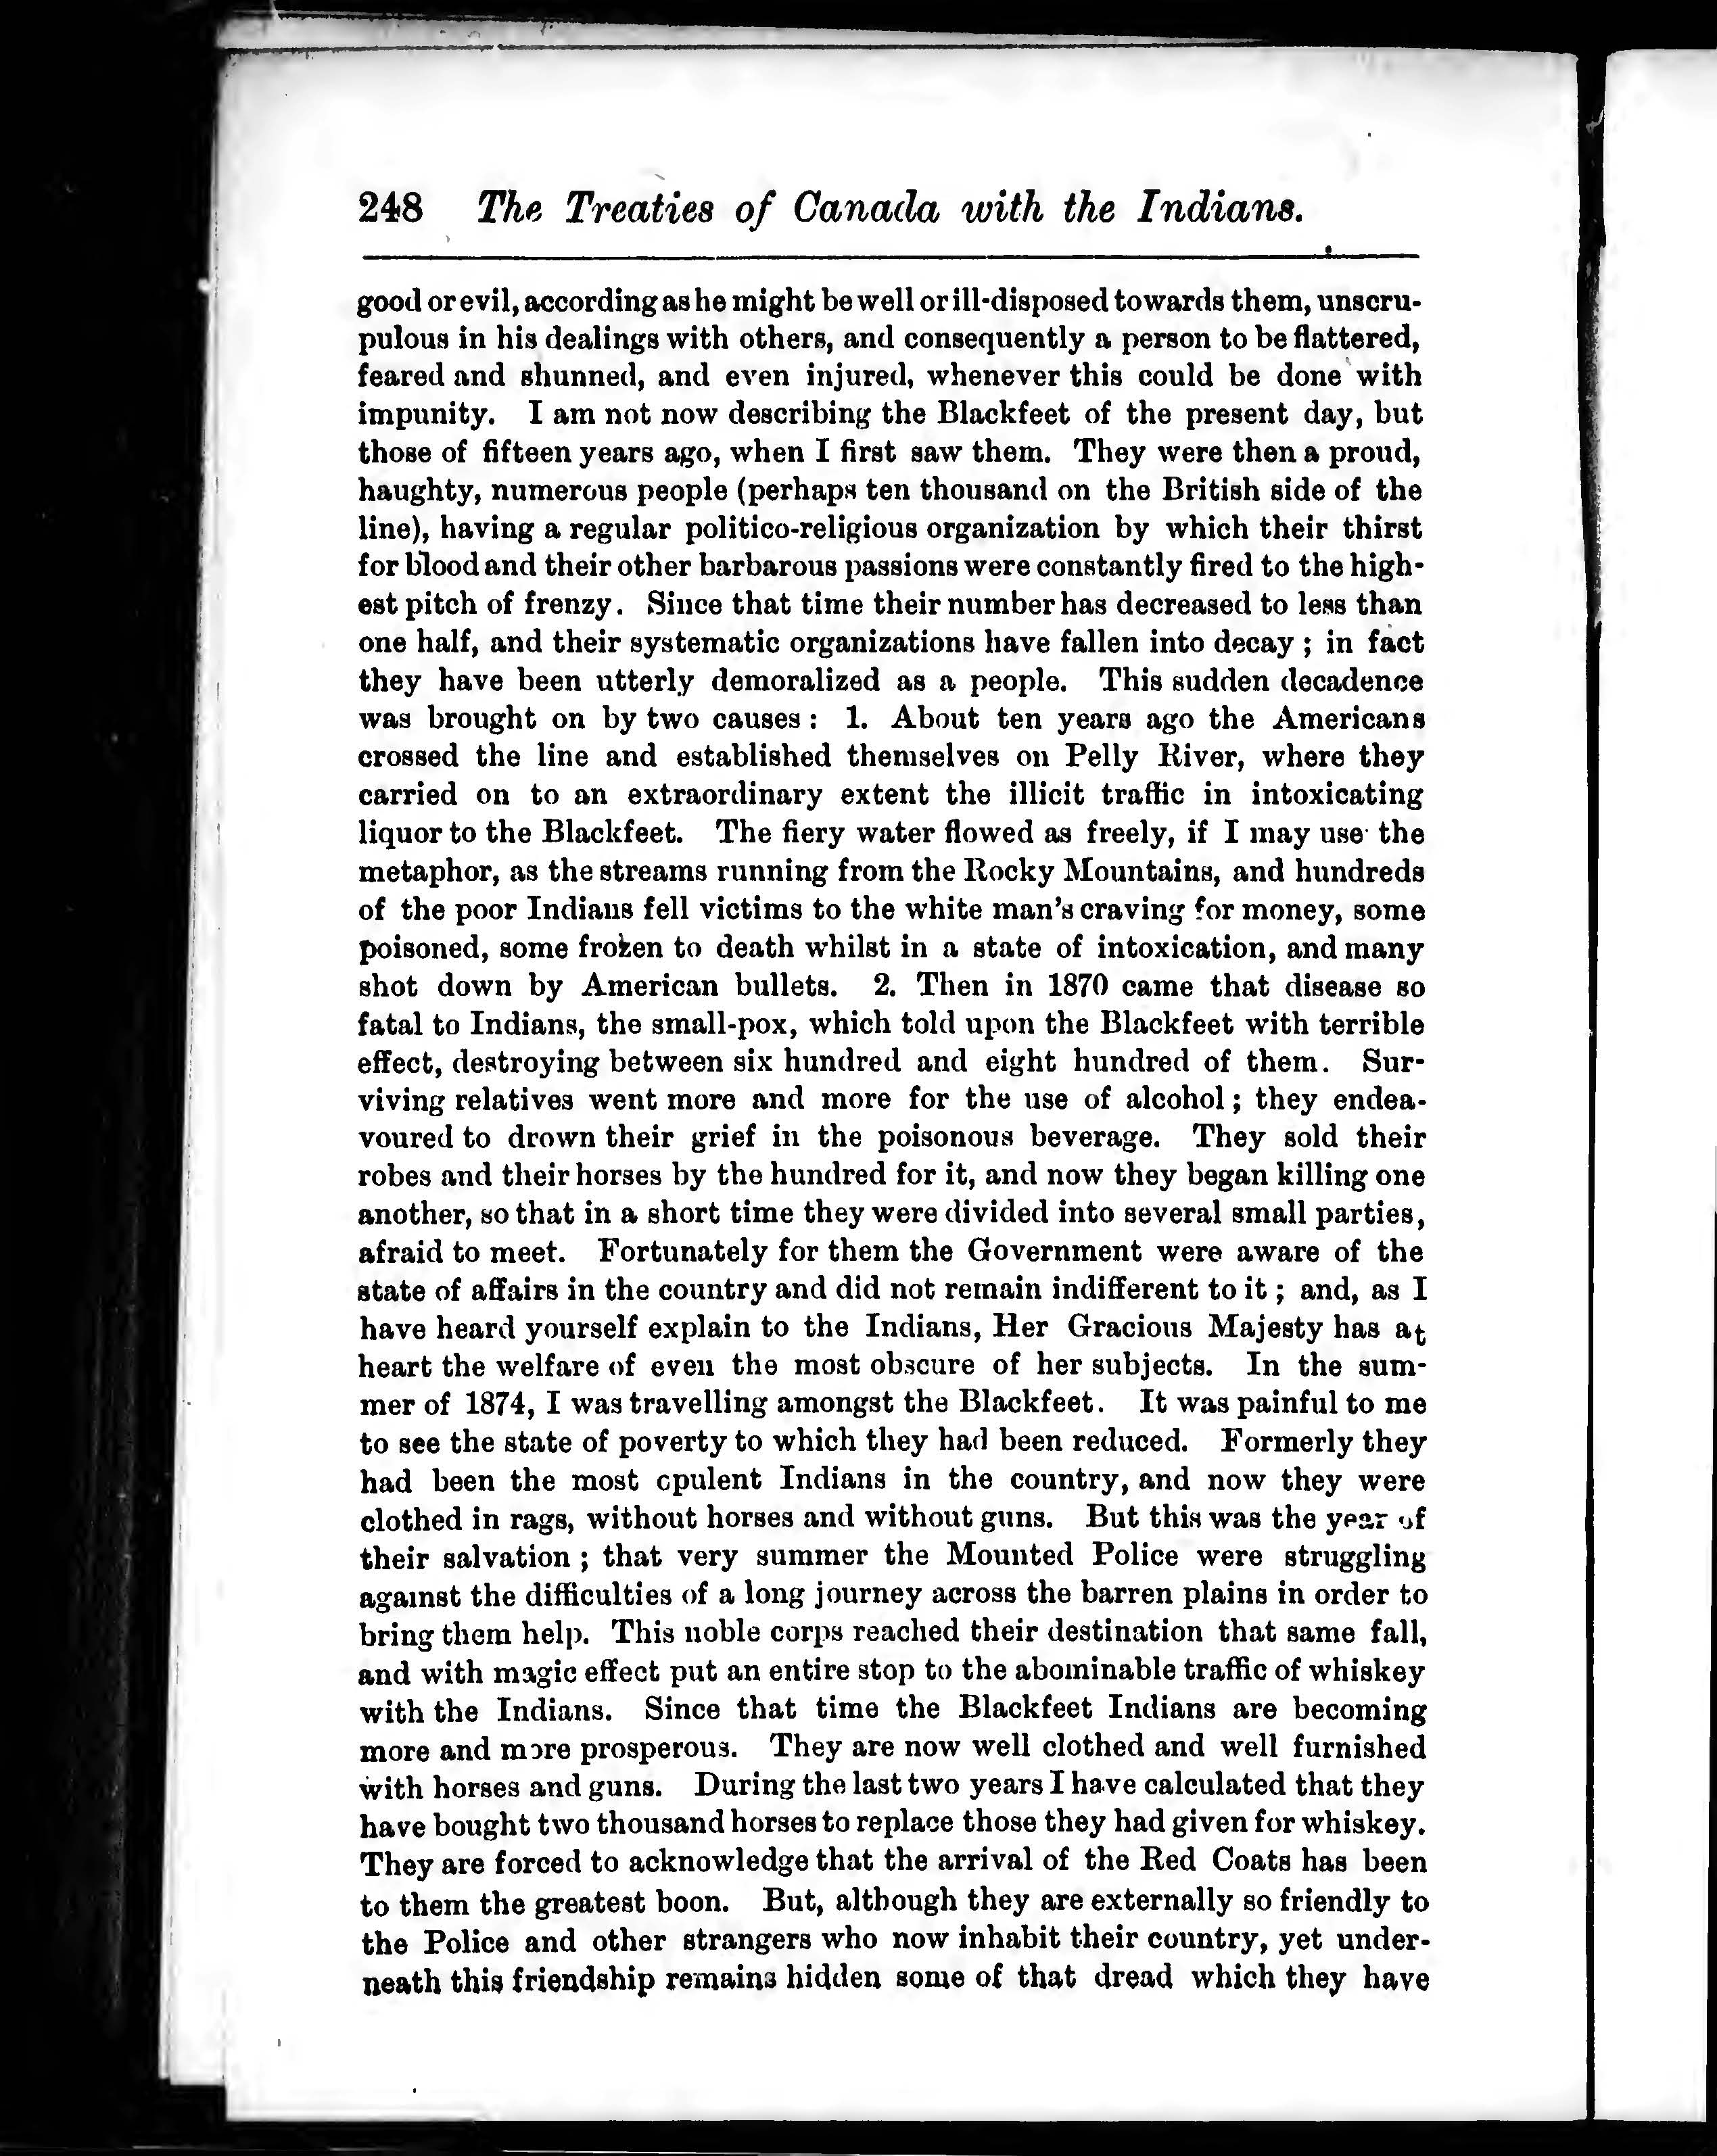 248 The Treaties of Canada with the Indians.
good or evil, according as he might be well or ill-disposed towards them, unscru-
pulous in his dealings with others, and consequently a person to be flattered,
feared and shunned, and even injured, whenever this could be done with
impunity. I am not now describing the Blackfeet of the present day, but
those of fifteen years ago, when I first saw them. They were then a proud,
haughty, numerous people (perhaps ten thousand on the British side of the
line), having a regular politico-religious organization by which their thirst
for blood and their other barbarous passions were constantly fired to the high-
est pitch of frenzy. Since that time their number has decreased to less than
one half, and their systematic organizations have fallen into decay ; in fact
they have been utterly demoralized as a people. This sudden decadence
was brought on by two causes : 1. About ten years ago the Americans
crossed the line and established themselves on Pelly River, where they
carried on to an extraordinary extent the illicit traffic in intoxicating
liquor to the Blackfeet. The fiery water flowed as freely, if I may use the
metaphor, as the streams running from the Rocky Mountains, and hundreds
of the poor Indians fell victims to the white man's craving for money, some
poisoned, some frozen to death whilst in a state of intoxication, and many
shot down by American bullets. 2. Then in 1870 came that disease so
fatal to Indians, the small-pox, which told upon the Blackfeet with terrible
effect, destroying between six hundred and eight hundred of them. Sur-
viving relatives went more and more for the use of alcohol ; they endea-
voured to drown their grief in the poisonous beverage. They sold their
robes and their horses by the hundred for it, and now they began killing one
another, so that in a short time they were divided into several small parties,
afraid to meet. Fortunately for them the Government were aware of the
state of affairs in the country and did not remain indifferent to it ; and, as I
have heard yourself explain to the Indians, Her Gracious Majesty has at
heart the welfare of even the most obscure of her subjects. In the sum-
mer of 1874, I was travelling amongst the Blackfeet. It was painful to me
to see the state of poverty to which they had been reduced. Formerly they
had been the most opulent Indians in the country, and now they were
clothed in rags, without horses and without guns. But this was the year of
their salvation ; that very summer the Mounted Police were struggling
against the difficulties of a long journey across the barren plains in order to
bring them help. This noble corps reached their destination that same fall,
and with magic effect put an entire stop to the abominable traffic of whiskey
with the Indians. Since that time the Blackfeet Indians are becoming
more and more prosperous. They are now well clothed and well furnished
with horses and guns. During the last two years I have calculated that they
have bought two thousand horses to replace those they had given for whiskey.
They are forced to acknowledge that the arrival of the Red Coats has been
to them the greatest boon. But, although they are externally so friendly to
the Police and other strangers who now inhabit their country, yet under-
neath this friendship remains hidden some of that dread which they have